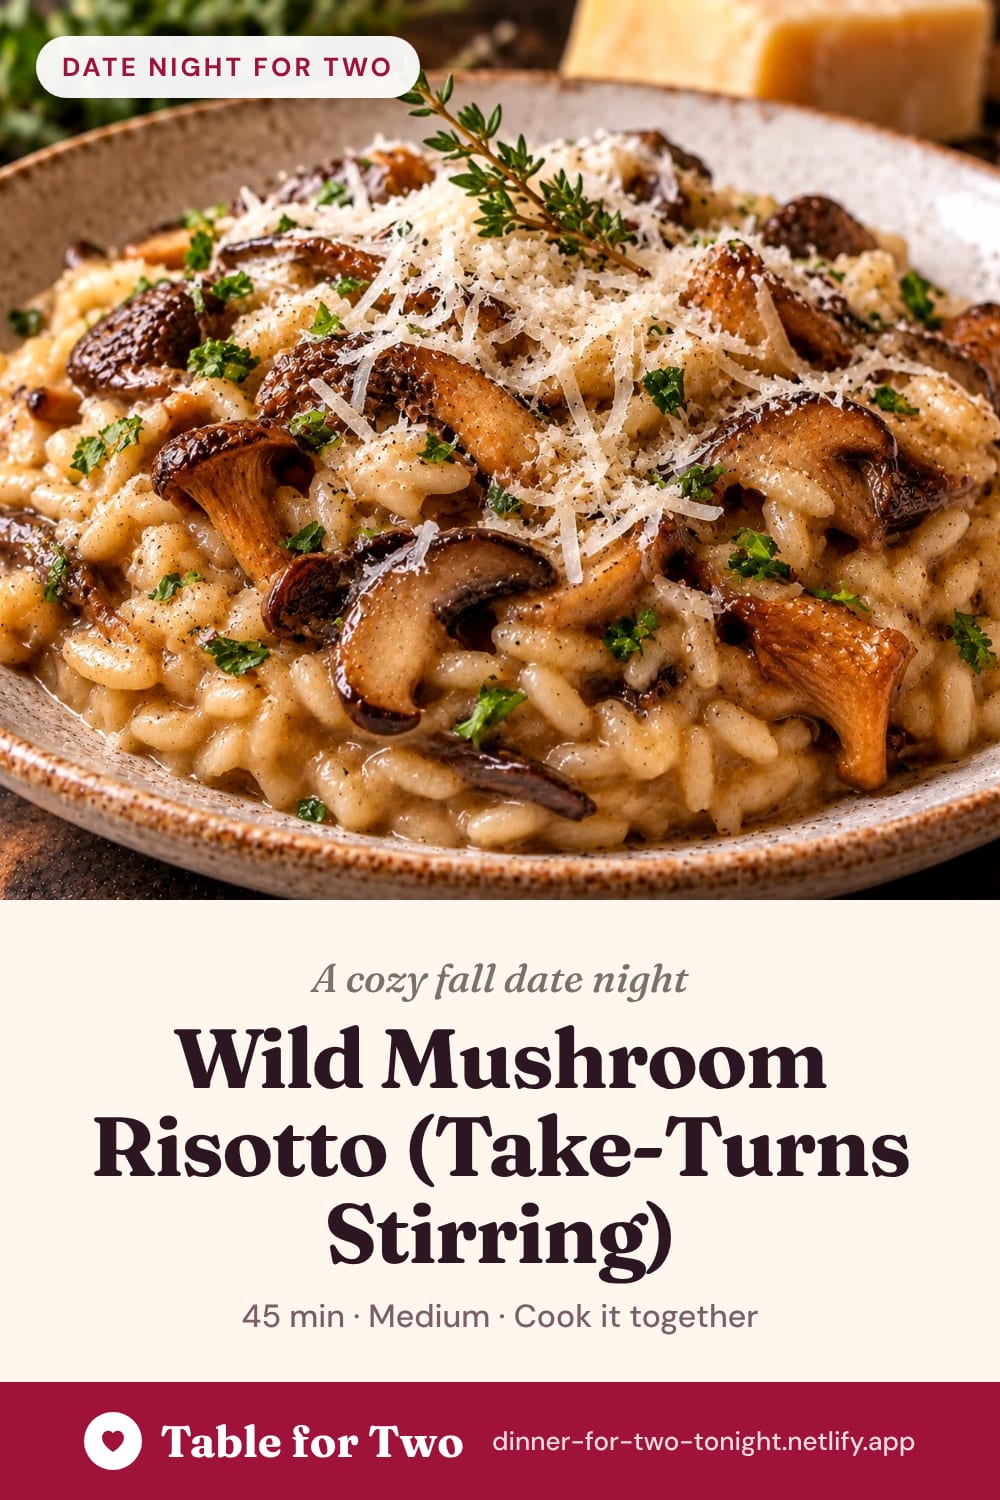 DATE NIGHT FOR TWO
A cozy fall date night
Wild Mushroom
Risotto (Take-Turns
Stirring)
45 min · Medium · Cook it together
Table for Two
dinner-for-two-tonight.netlify.app